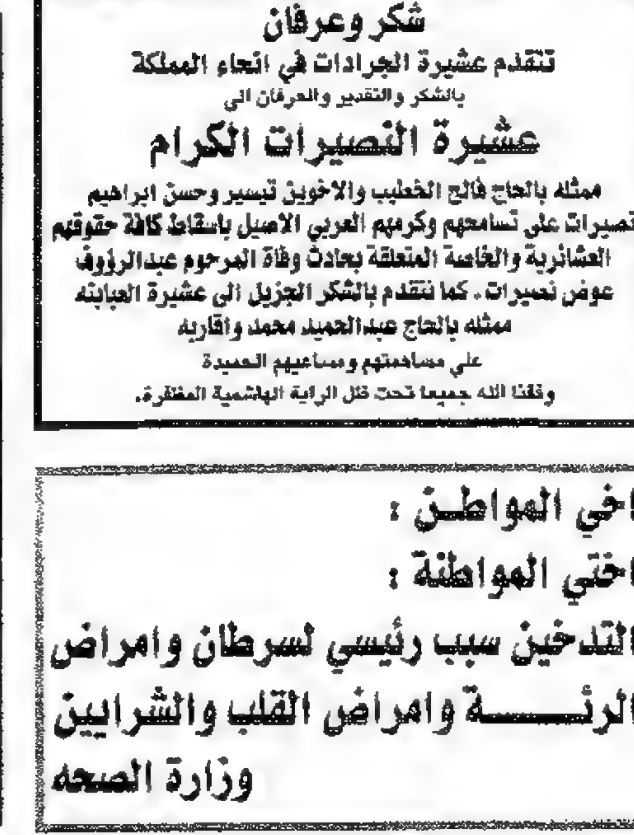 شكر وعرفان
تتقدم عشيرة الجرادات في انحاء المملكة
بالشكر والتقدير والعرفان الى
عشيرة النصيرات الكرام
ممثله بالحاج فالح الخطيب والاخوين تيسير وحسن ابراهيم
نصيرات على تسامحهم وكرمهم العربي الاصيل باسقاط كافة حقوقهم
العشائرية والخاصة المتعلقة بحادث وفاة المرحوم عبدالرؤوف
عوض نصيرات . كما نتقدم بالشكر الجزيل الى عشيرة العبابنه
ممثله بالحاج عبدالحميد محمد واقاربه
على مساهمتهم ومساعيهم الحميدة
وفقنا الله جميعا تحت ظل الراية الهاشمية المظفرة.
اخي المواطن :
اختي المواطنة :
التدخين سبب رئيسي لسرطان وامراض
الرئـــــة وامراض القلب والشرايين
وزارة الصحه